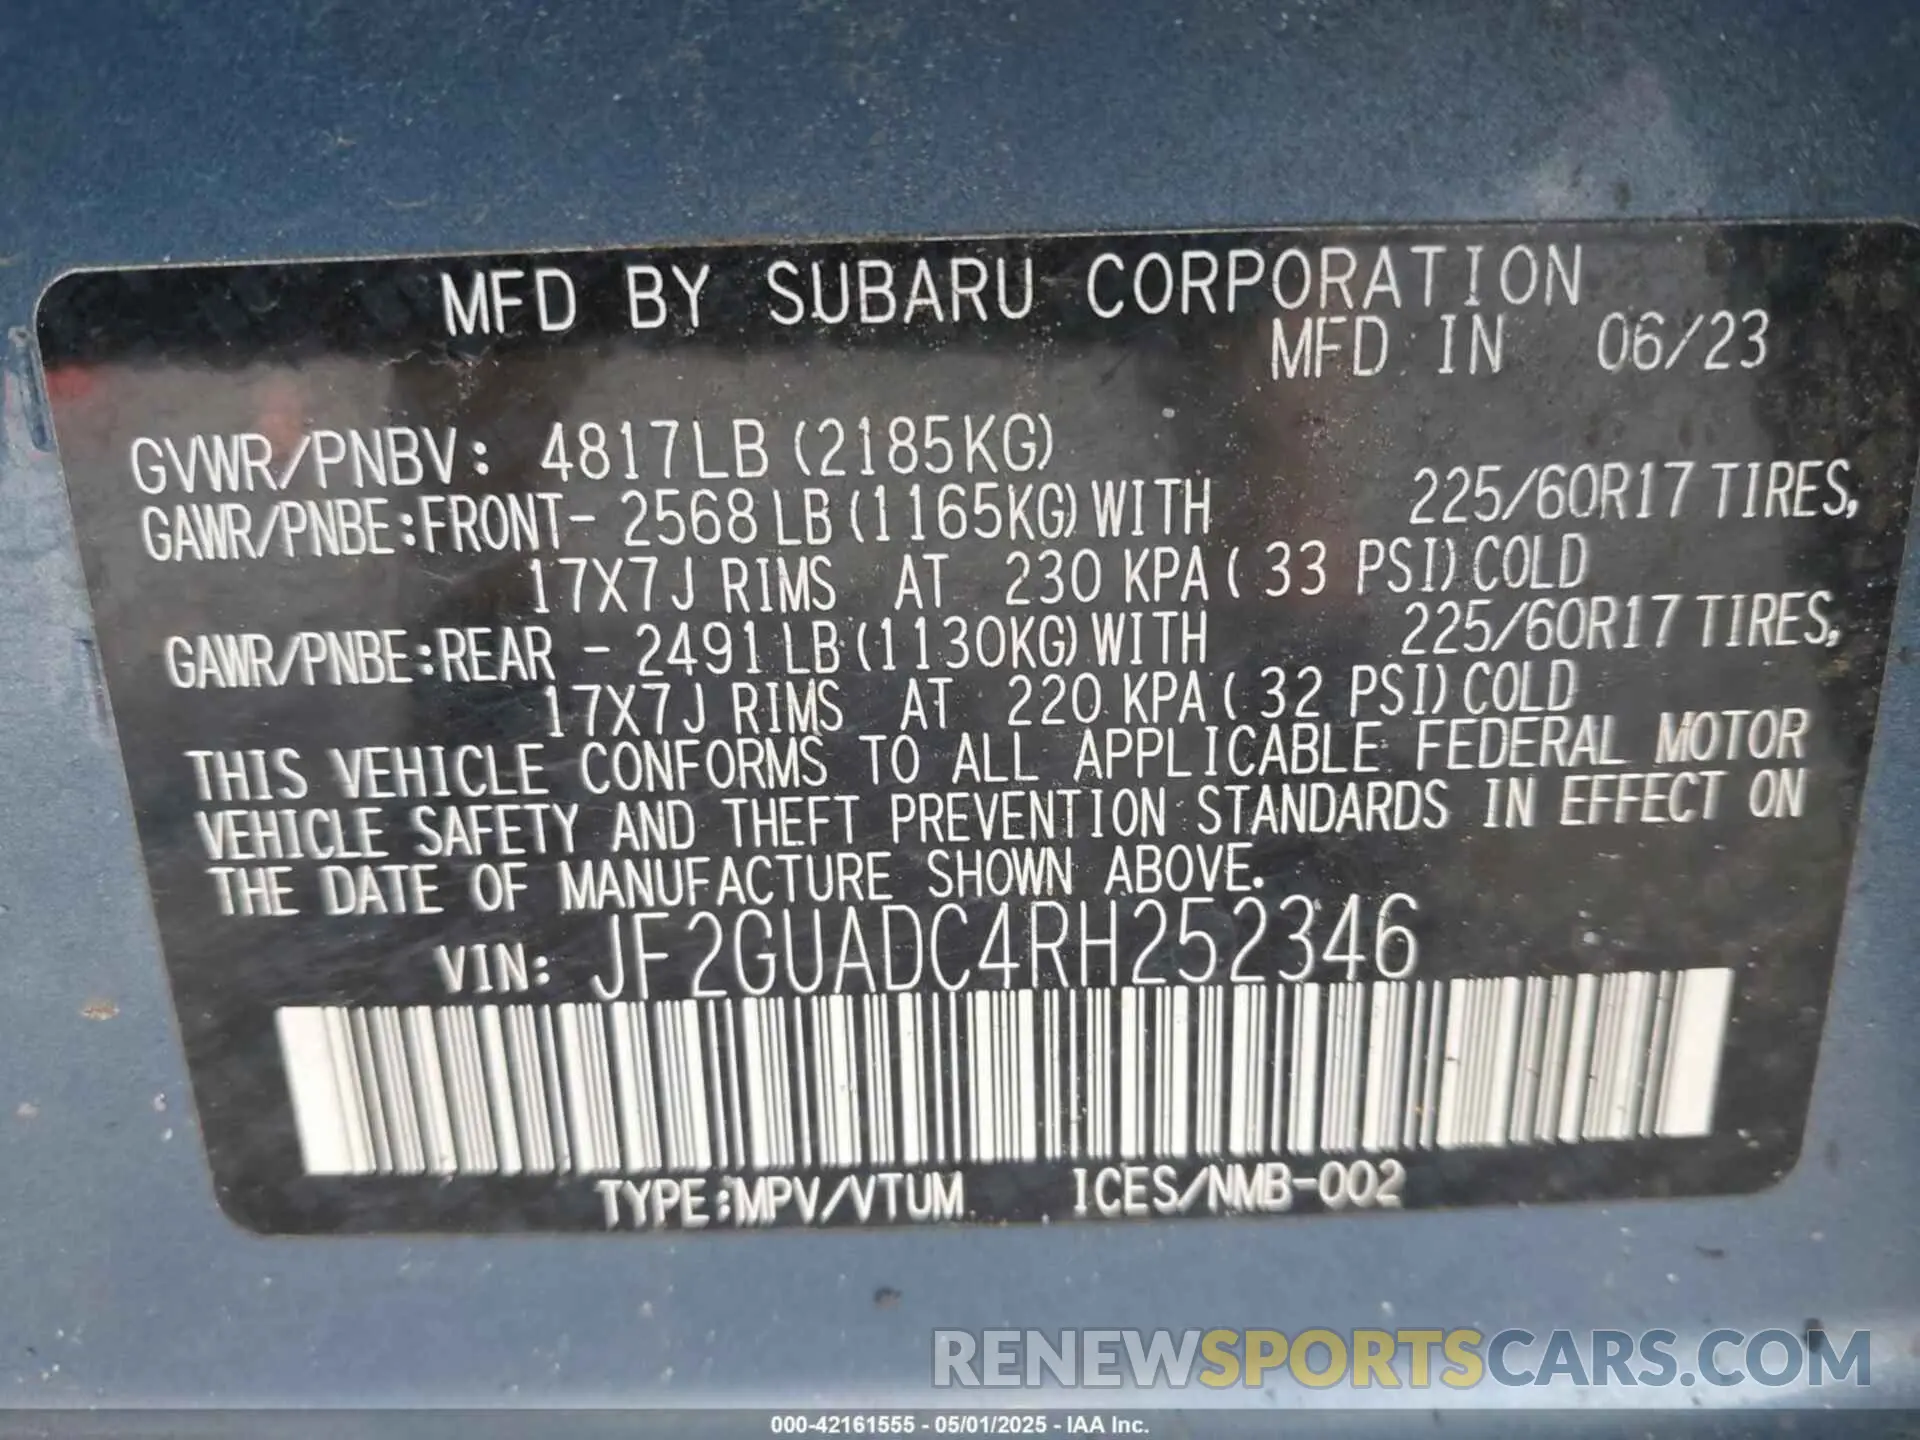 MFD BY SUBARU CORPORATION
MFD IN 06/23
GVWR/PNBV: 4817LB (2185KG)
GAWR/PNBE:FRONT- 2568 LB (1165KG) WITH 225/60R17 TIRES,
17X7J RIMS AT 230 KPA ( 33 PSI) COLD
GAWR/PNBE:REAR - 2491 LB (1130KG) WITH 225/60R17 TIRES,
17X7J RIMS AT 220 KPA ( 32 PSI) COLD
THIS VEHICLE CONFORMS TO ALL APPLICABLE FEDERAL MOTOR
VEHICLE SAFETY AND THEFT PREVENTION STANDARDS IN EFFECT ON
THE DATE OF MANUFACTURE SHOWN ABOVE.
VIN: JF2GUADC4RH252346
TYPE:MPV/VTUM ICES/NMB-002
RENEWSPORTSCARS.COM
000-42161555 - 05/01/2025 - IAA Inc.